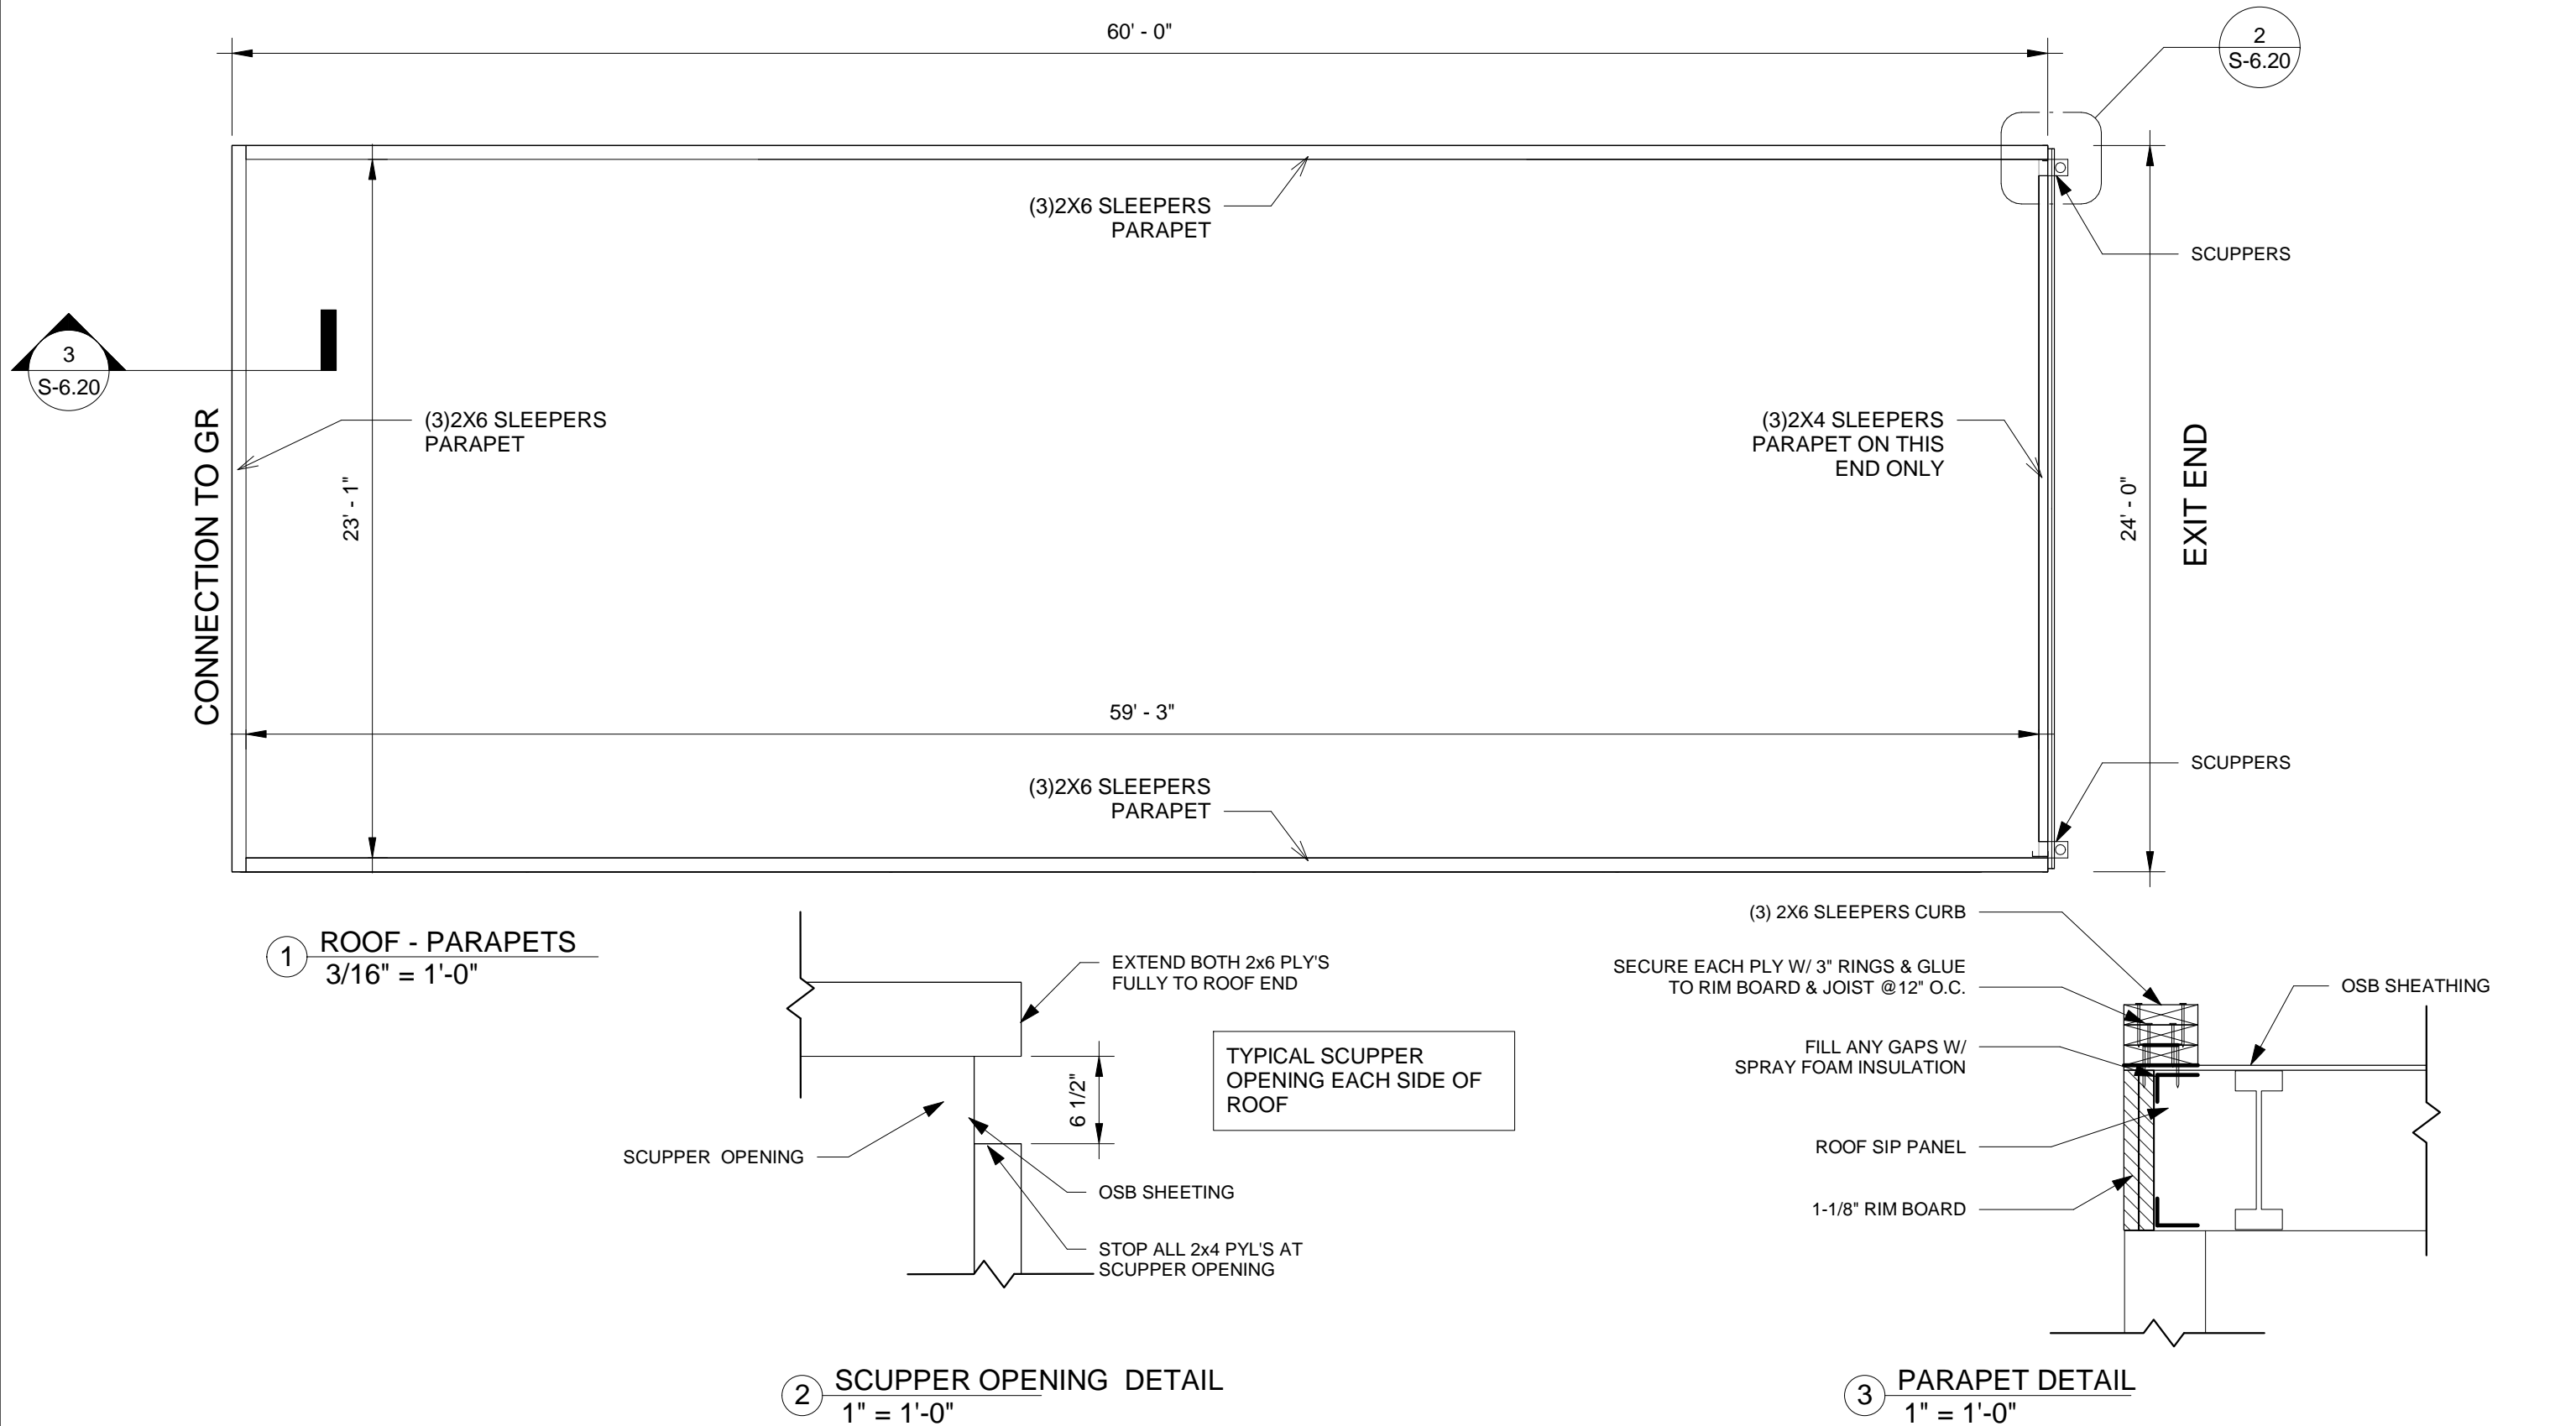 60' - 0"
2
S-6.20
(3)2X6 SLEEPERS
PARAPET
SCUPPERS
3
S-6.20
CONNECTION TO GR
(3)2X6 SLEEPERS
PARAPET
23' - 1"
(3)2X4 SLEEPERS
PARAPET ON THIS
END ONLY
24' - 0"
EXIT END
59' - 3"
(3)2X6 SLEEPERS
PARAPET
SCUPPERS
1
ROOF - PARAPETS
3/16" = 1'-0"
EXTEND BOTH 2x6 PLY'S
FULLY TO ROOF END
6 1/2"
TYPICAL SCUPPER
OPENING EACH SIDE OF
ROOF
SCUPPER OPENING
OSB SHEETING
STOP ALL 2x4 PYL'S AT
SCUPPER OPENING
2
SCUPPER OPENING DETAIL
1" = 1'-0"
(3) 2X6 SLEEPERS CURB
SECURE EACH PLY W/ 3" RINGS & GLUE
TO RIM BOARD & JOIST @12" O.C.
OSB SHEATHING
FILL ANY GAPS W/
SPRAY FOAM INSULATION
ROOF SIP PANEL
1-1/8" RIM BOARD
3
PARAPET DETAIL
1" = 1'-0"